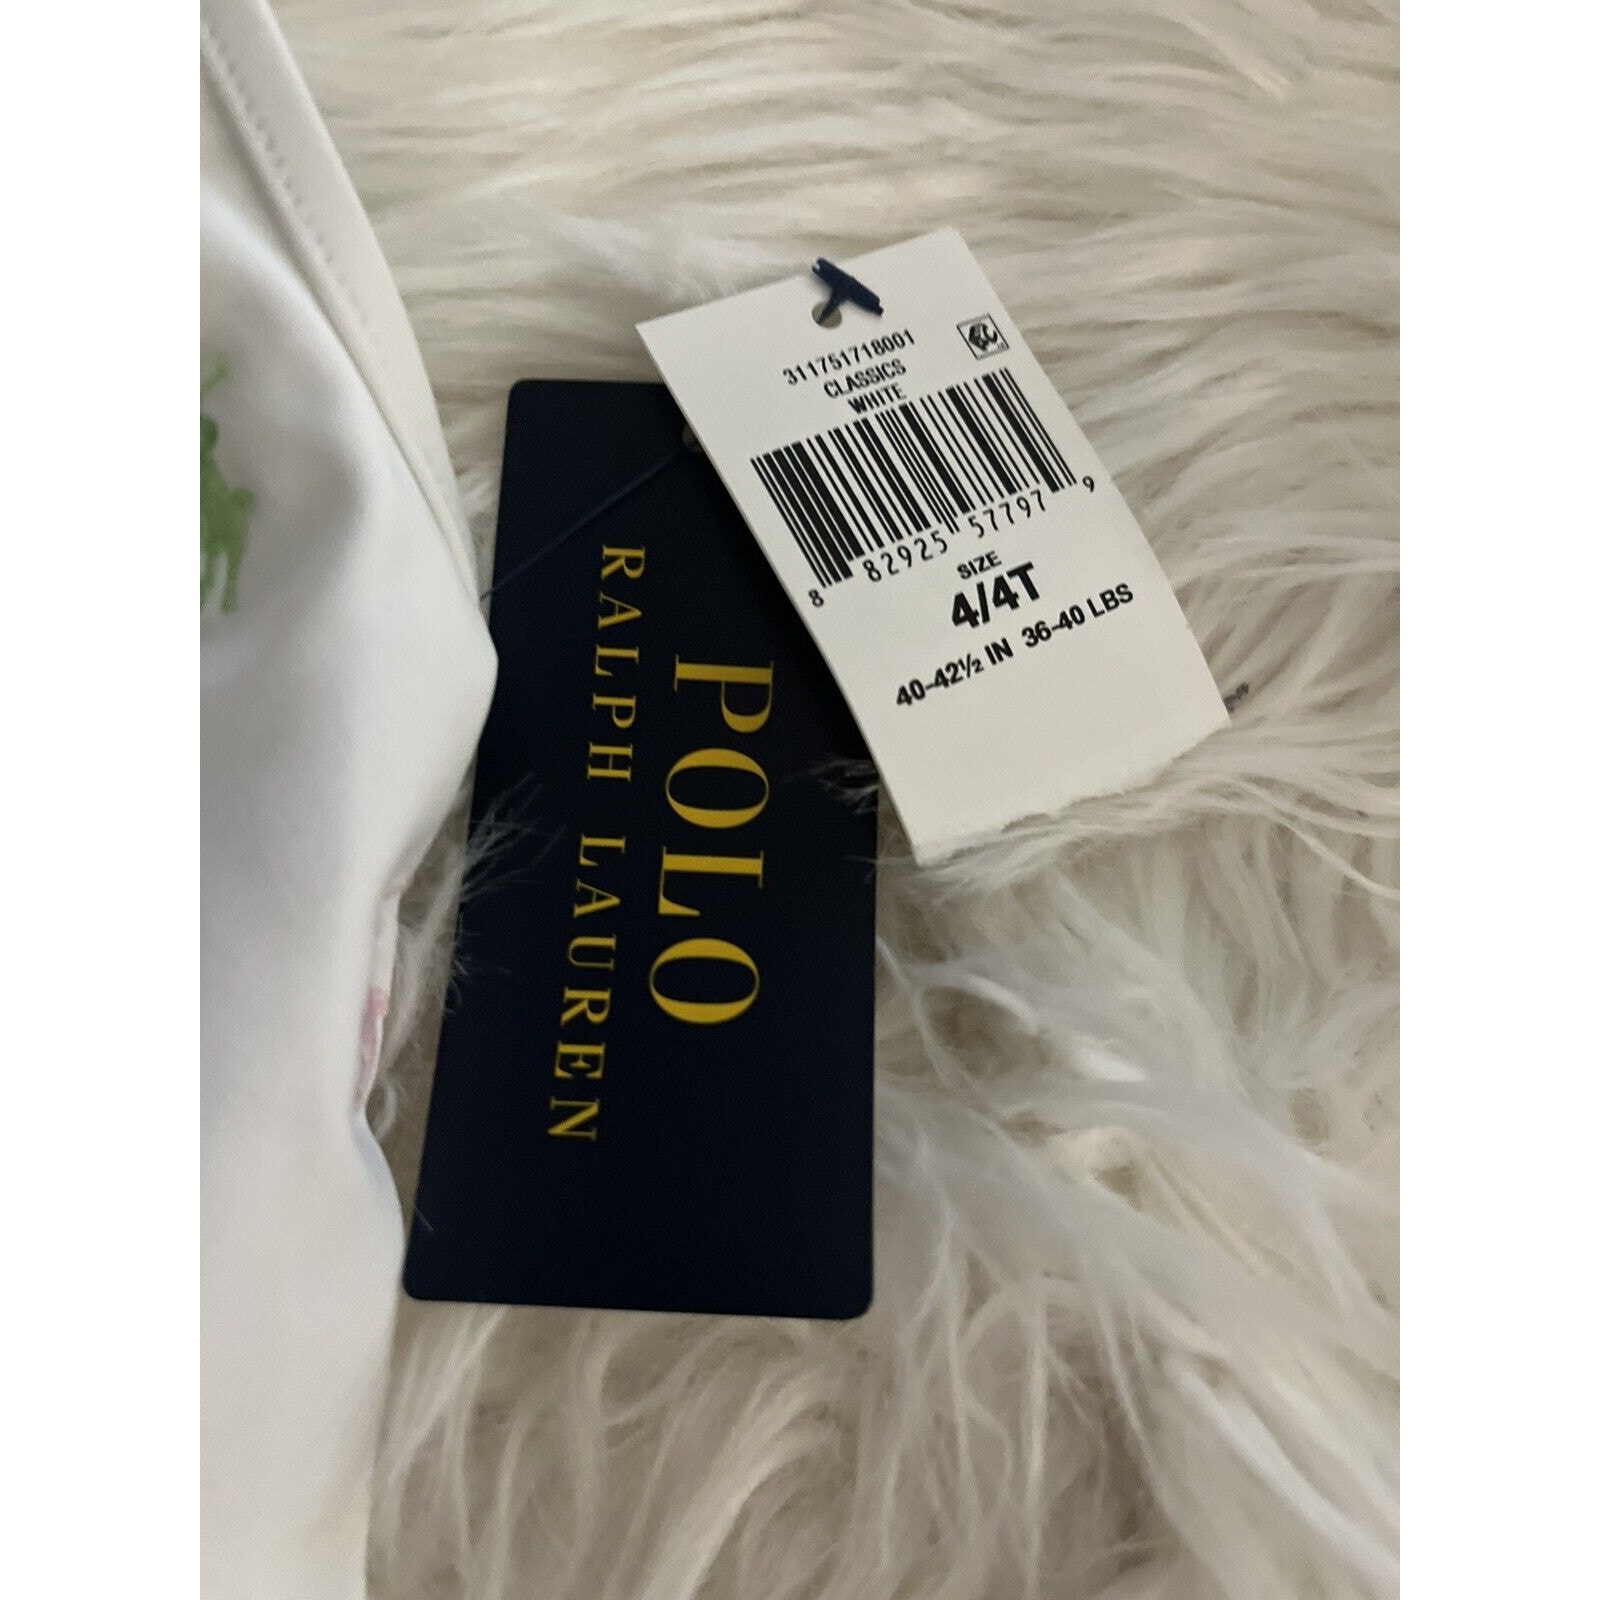 311751718001
CLASSICS
WHITE
8 82925 57797 9
SIZE
4/4T
40-42½ IN 36-40 LBS
POLO
RALPH LAUREN